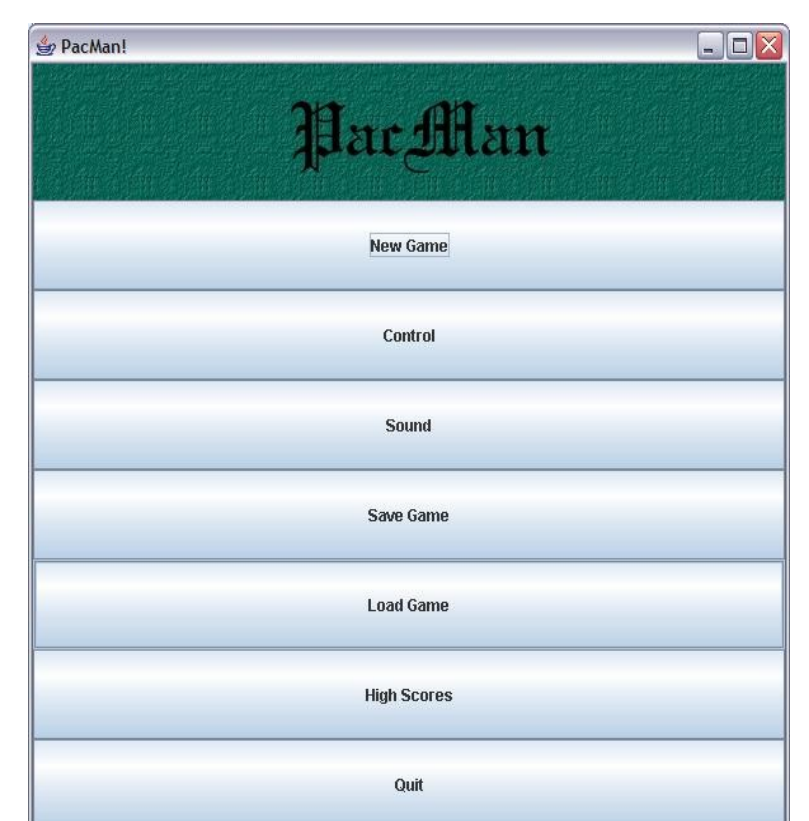 PacMan!
PacMan
New Game
Control
Sound
Save Game
Load Game
High Scores
Quit